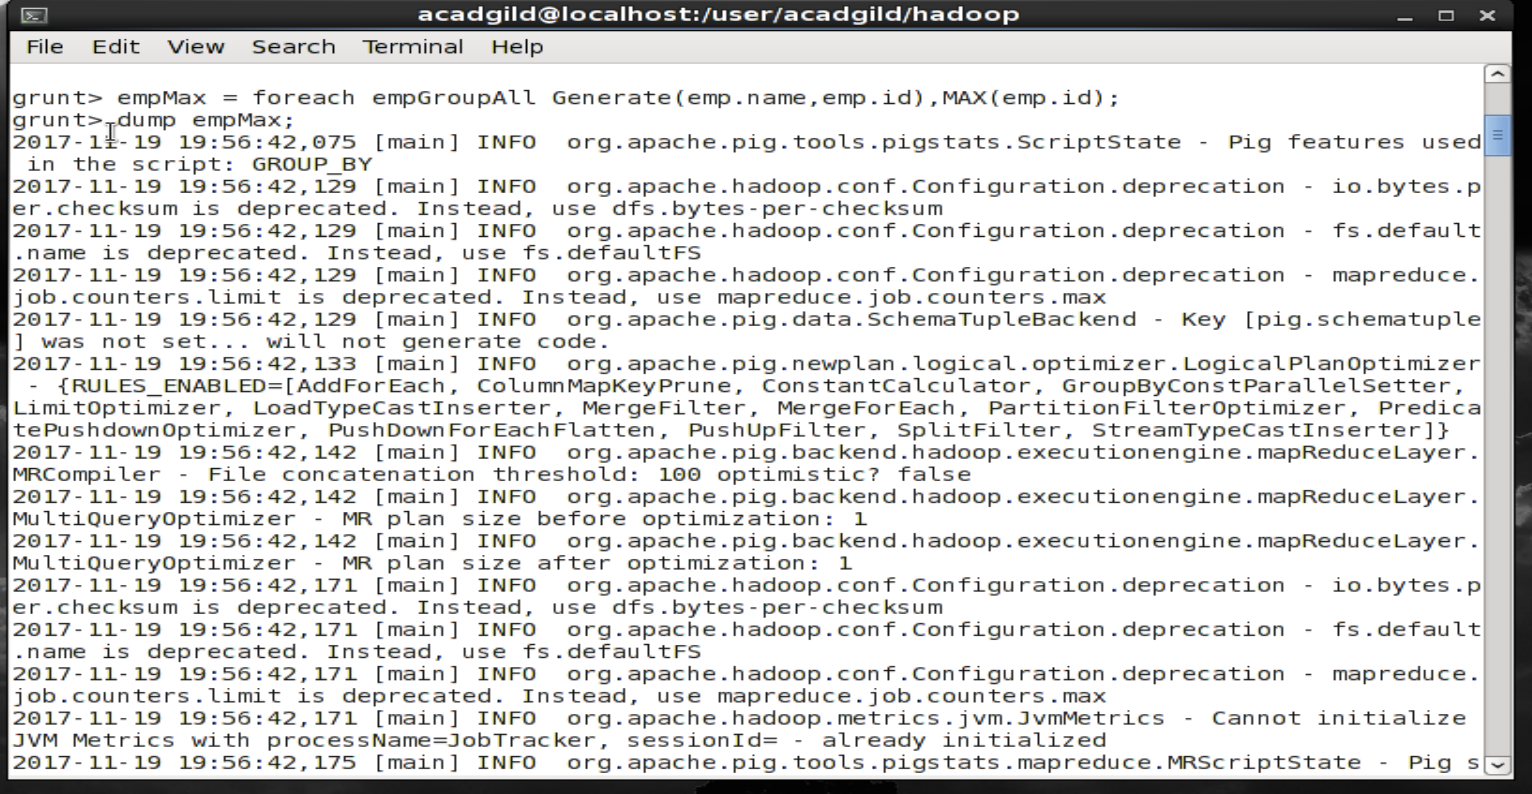 acadgild@localhost:/user/acadgild/hadoop
File Edit View Search Terminal Help
grunt> empMax = foreach empGroupAll Generate(emp.name,emp.id),MAX(emp.id);
grunt> dump empMax;
2017-11-19 19:56:42,075 [main] INFO  org.apache.pig.tools.pigstats.ScriptState - Pig features used
 in the script: GROUP_BY
2017-11-19 19:56:42,129 [main] INFO  org.apache.hadoop.conf.Configuration.deprecation - io.bytes.p
er.checksum is deprecated. Instead, use dfs.bytes-per-checksum
2017-11-19 19:56:42,129 [main] INFO  org.apache.hadoop.conf.Configuration.deprecation - fs.default
.name is deprecated. Instead, use fs.defaultFS
2017-11-19 19:56:42,129 [main] INFO  org.apache.hadoop.conf.Configuration.deprecation - mapreduce.
job.counters.limit is deprecated. Instead, use mapreduce.job.counters.max
2017-11-19 19:56:42,129 [main] INFO  org.apache.pig.data.SchemaTupleBackend - Key [pig.schematuple
] was not set... will not generate code.
2017-11-19 19:56:42,133 [main] INFO  org.apache.pig.newplan.logical.optimizer.LogicalPlanOptimizer
 - {RULES_ENABLED=[AddForEach, ColumnMapKeyPrune, ConstantCalculator, GroupByConstParallelSetter,
LimitOptimizer, LoadTypeCastInserter, MergeFilter, MergeForEach, PartitionFilterOptimizer, Predica
tePushdownOptimizer, PushDownForEachFlatten, PushUpFilter, SplitFilter, StreamTypeCastInserter]}
2017-11-19 19:56:42,142 [main] INFO  org.apache.pig.backend.hadoop.executionengine.mapReduceLayer.
MRCompiler - File concatenation threshold: 100 optimistic? false
2017-11-19 19:56:42,142 [main] INFO  org.apache.pig.backend.hadoop.executionengine.mapReduceLayer.
MultiQueryOptimizer - MR plan size before optimization: 1
2017-11-19 19:56:42,142 [main] INFO  org.apache.pig.backend.hadoop.executionengine.mapReduceLayer.
MultiQueryOptimizer - MR plan size after optimization: 1
2017-11-19 19:56:42,171 [main] INFO  org.apache.hadoop.conf.Configuration.deprecation - io.bytes.p
er.checksum is deprecated. Instead, use dfs.bytes-per-checksum
2017-11-19 19:56:42,171 [main] INFO  org.apache.hadoop.conf.Configuration.deprecation - fs.default
.name is deprecated. Instead, use fs.defaultFS
2017-11-19 19:56:42,171 [main] INFO  org.apache.hadoop.conf.Configuration.deprecation - mapreduce.
job.counters.limit is deprecated. Instead, use mapreduce.job.counters.max
2017-11-19 19:56:42,171 [main] INFO  org.apache.hadoop.metrics.jvm.JvmMetrics - Cannot initialize
JVM Metrics with processName=JobTracker, sessionId= - already initialized
2017-11-19 19:56:42,175 [main] INFO  org.apache.pig.tools.pigstats.mapreduce.MRScriptState - Pig s